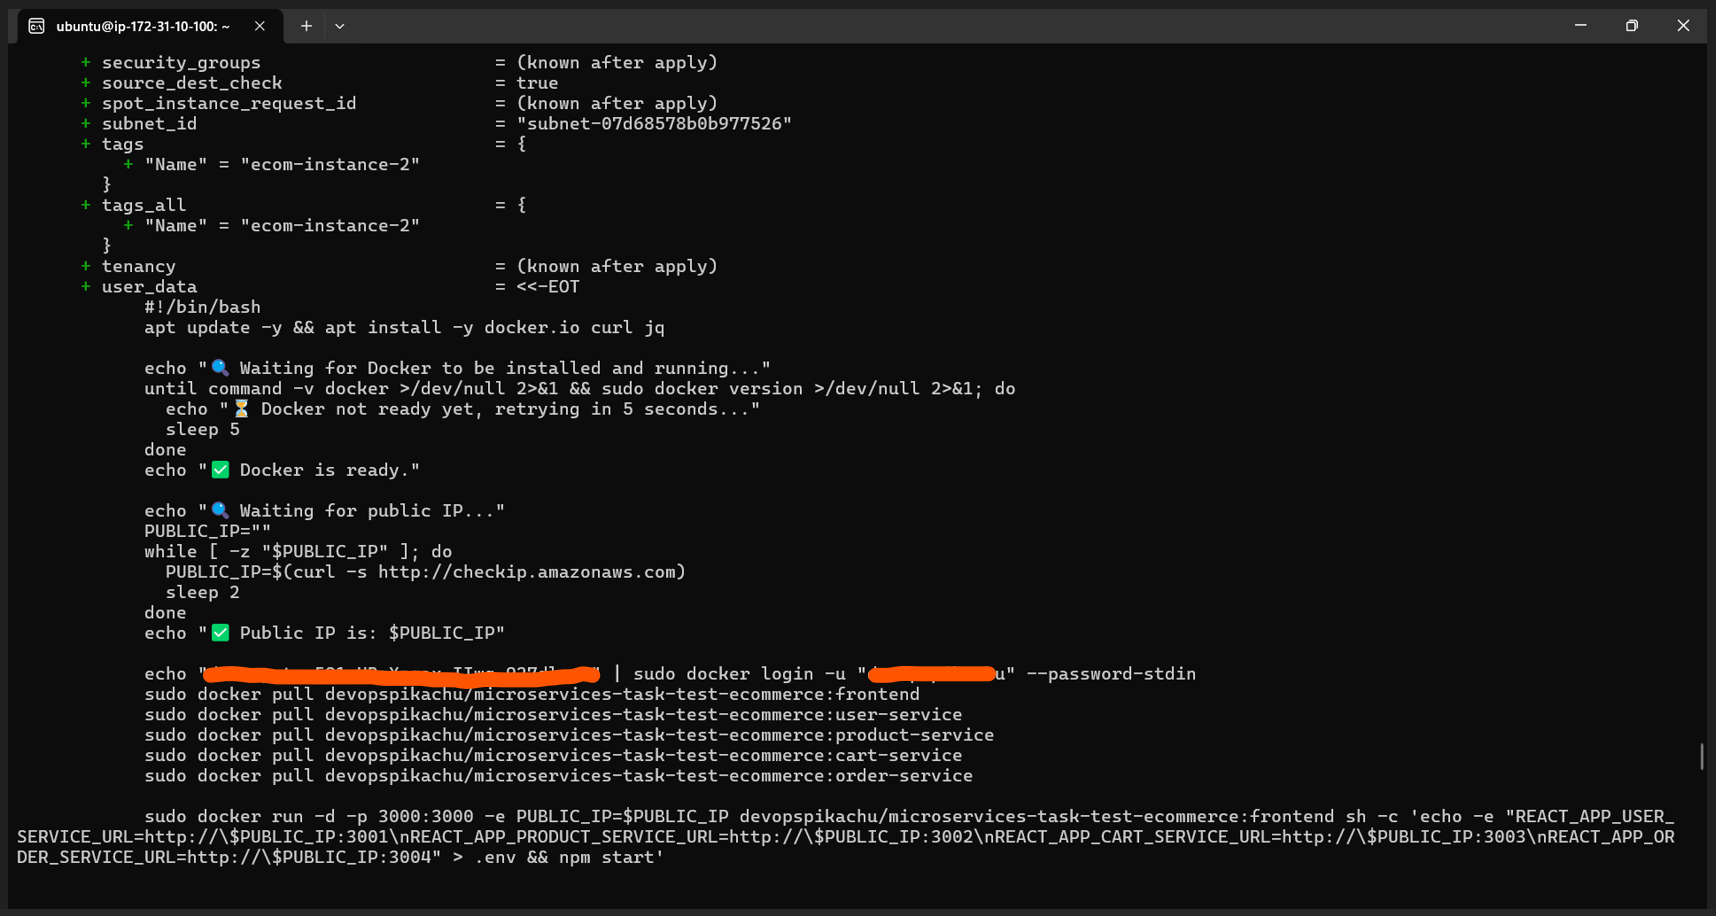 ubuntu@ip-172-31-10-100: ~
+ security_groups = (known after apply)
+ source_dest_check = true
+ spot_instance_request_id = (known after apply)
+ subnet_id = "subnet-07d68578b0b977526"
+ tags = {
+ "Name" = "ecom-instance-2"
}
+ tags_all = {
+ "Name" = "ecom-instance-2"
}
+ tenancy = (known after apply)
+ user_data = <<-EOT
#!/bin/bash
apt update -y && apt install -y docker.io curl jq
echo "🔍 Waiting for Docker to be installed and running..."
until command -v docker >/dev/null 2>&1 && sudo docker version >/dev/null 2>&1; do
echo "⏳ Docker not ready yet, retrying in 5 seconds..."
sleep 5
done
echo "✅ Docker is ready."
echo "🔍 Waiting for public IP..."
PUBLIC_IP=""
while [ -z "$PUBLIC_IP" ]; do
PUBLIC_IP=$(curl -s http://checkip.amazonaws.com)
sleep 2
done
echo "✅ Public IP is: $PUBLIC_IP"
echo " " | sudo docker login -u " u" --password-stdin
sudo docker pull devopspikachu/microservices-task-test-ecommerce:frontend
sudo docker pull devopspikachu/microservices-task-test-ecommerce:user-service
sudo docker pull devopspikachu/microservices-task-test-ecommerce:product-service
sudo docker pull devopspikachu/microservices-task-test-ecommerce:cart-service
sudo docker pull devopspikachu/microservices-task-test-ecommerce:order-service
sudo docker run -d -p 3000:3000 -e PUBLIC_IP=$PUBLIC_IP devopspikachu/microservices-task-test-ecommerce:frontend sh -c 'echo -e "REACT_APP_USER_
SERVICE_URL=http://\$PUBLIC_IP:3001\nREACT_APP_PRODUCT_SERVICE_URL=http://\$PUBLIC_IP:3002\nREACT_APP_CART_SERVICE_URL=http://\$PUBLIC_IP:3003\nREACT_APP_OR
DER_SERVICE_URL=http://\$PUBLIC_IP:3004" > .env && npm start'